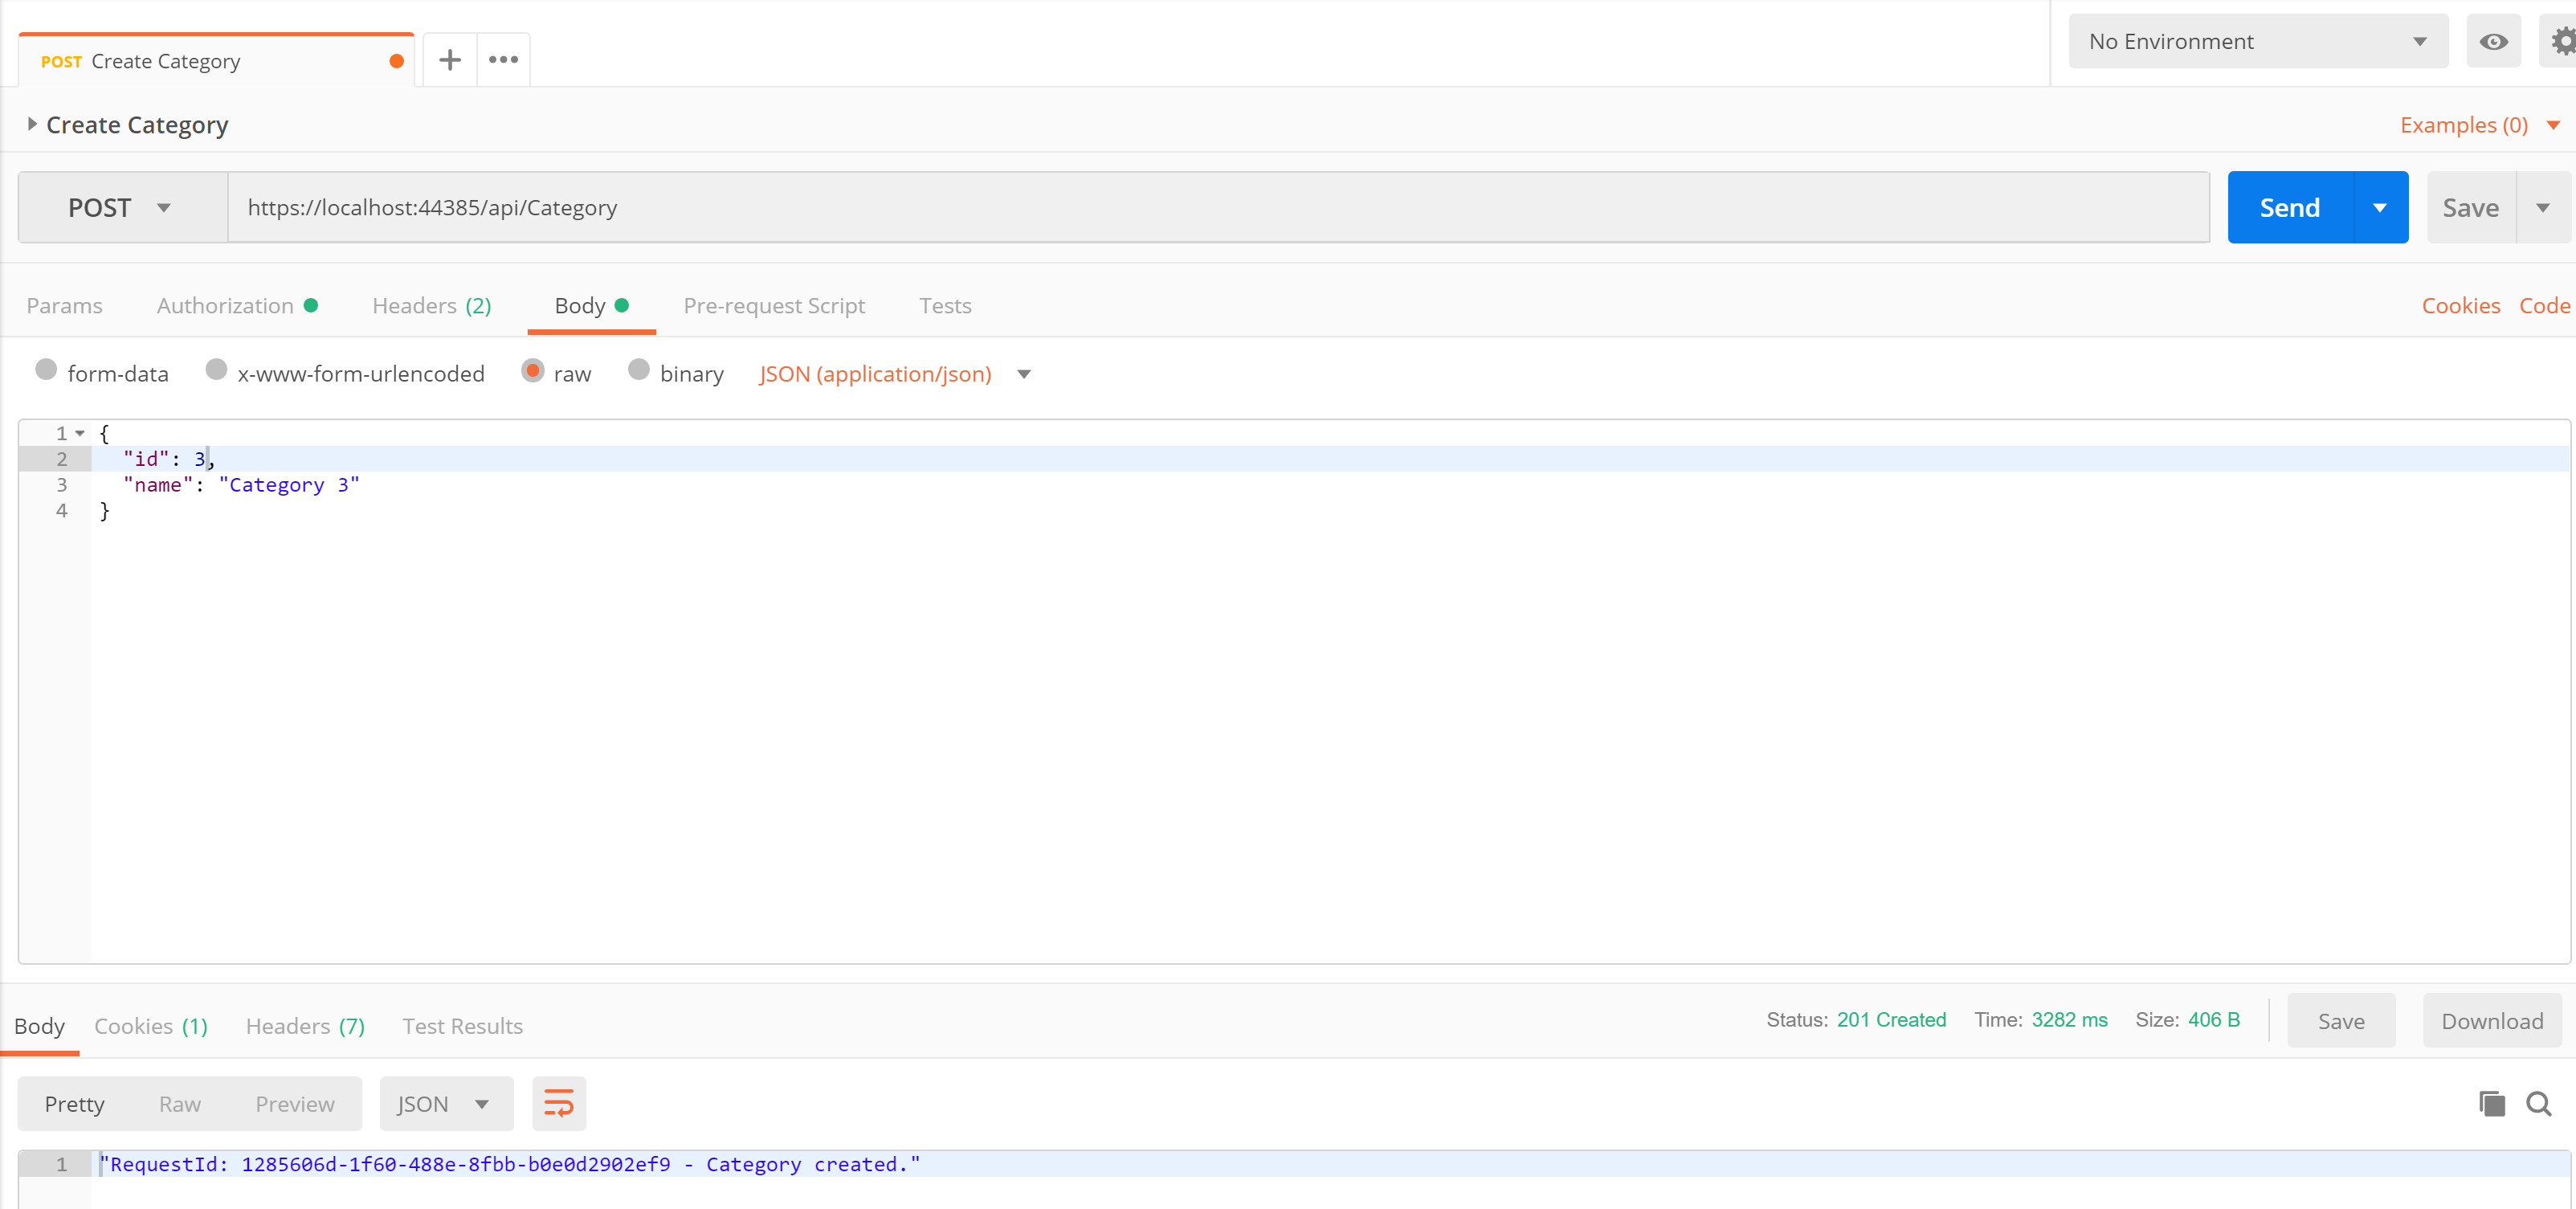 POST Create Category
No Environment
Create Category
Examples (0)
POST
https://localhost:44385/api/Category
Send
Save
Params Authorization Headers (2) Body Pre-request Script Tests
Cookies Code
form-data x-www-form-urlencoded raw binary JSON (application/json)
1 {
2 "id": 3,
3 "name": "Category 3"
4 }
Body Cookies (1) Headers (7) Test Results
Status: 201 Created Time: 3282 ms Size: 406 B
Save Download
Pretty Raw Preview JSON
1 "RequestId: 1285606d-1f60-488e-8fbb-b0e0d2902ef9 - Category created."